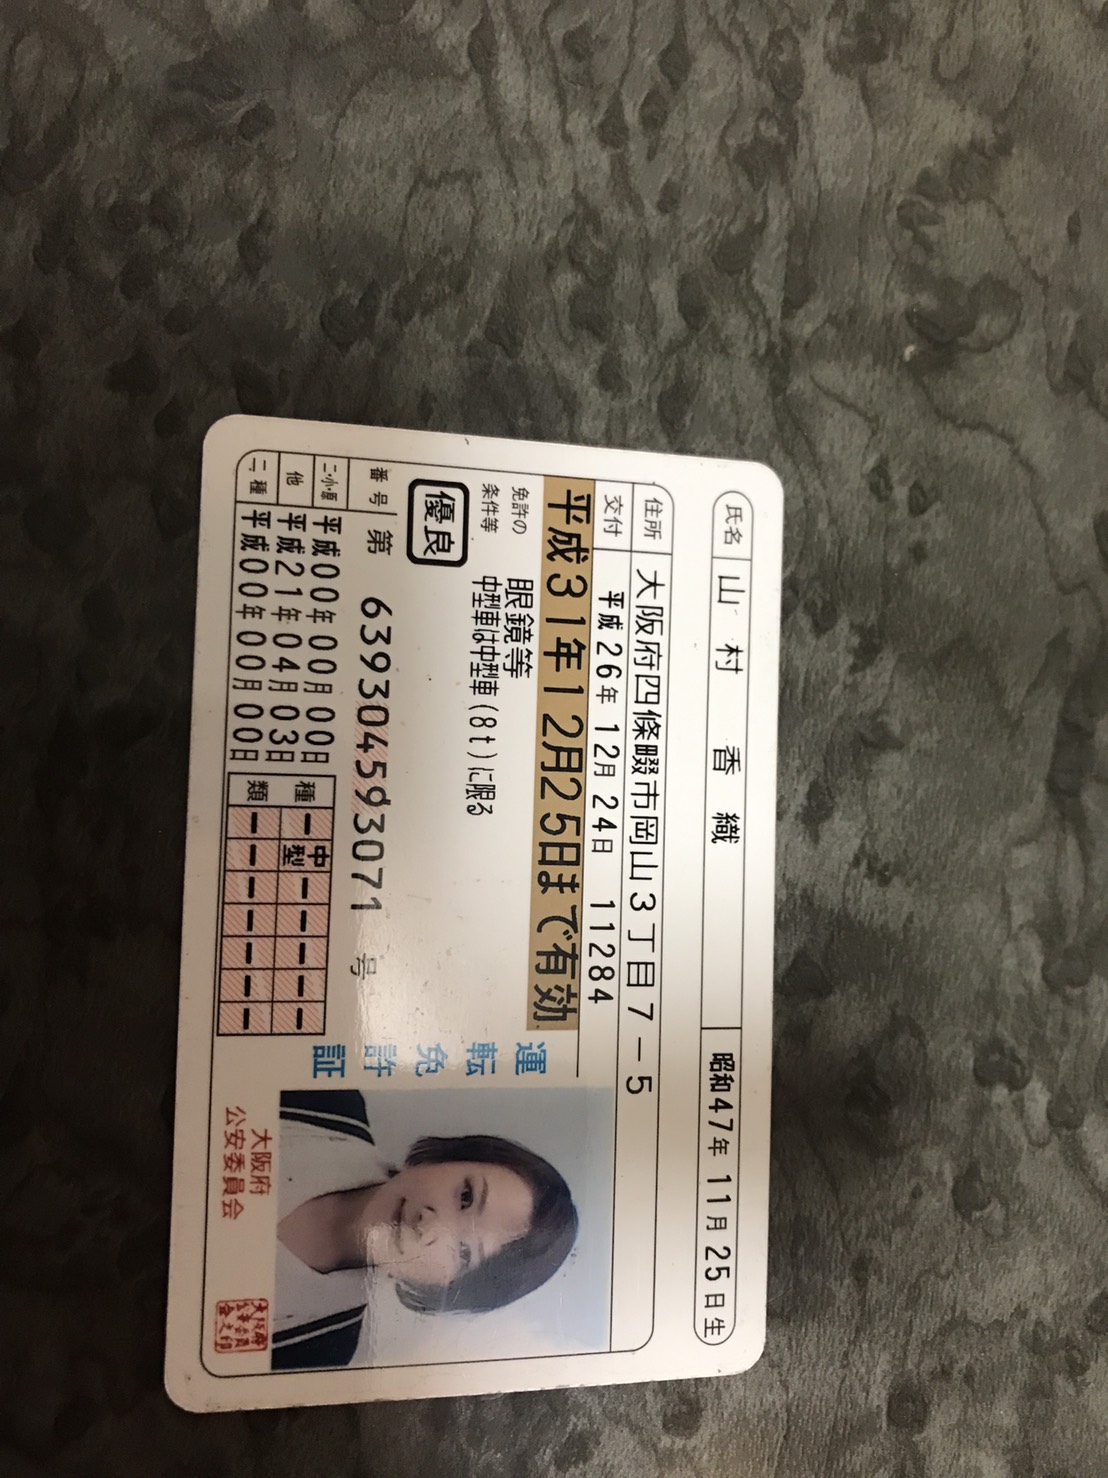 氏名 山村 香織 昭和47年11月25日生
住所 大阪府四條畷市岡山3丁目7-5
交付 平成26年12月24日 11284
平成31年12月25日まで有効
免許の条件等 眼鏡等
中型車は中型車(8t)に限る
優良
番号 第 639304593071 号
二・小・原 平成00年00月00日
他 平成21年04月03日
二種 平成00年00月00日
種類 中型
運転免許証
大阪府
公安委員会